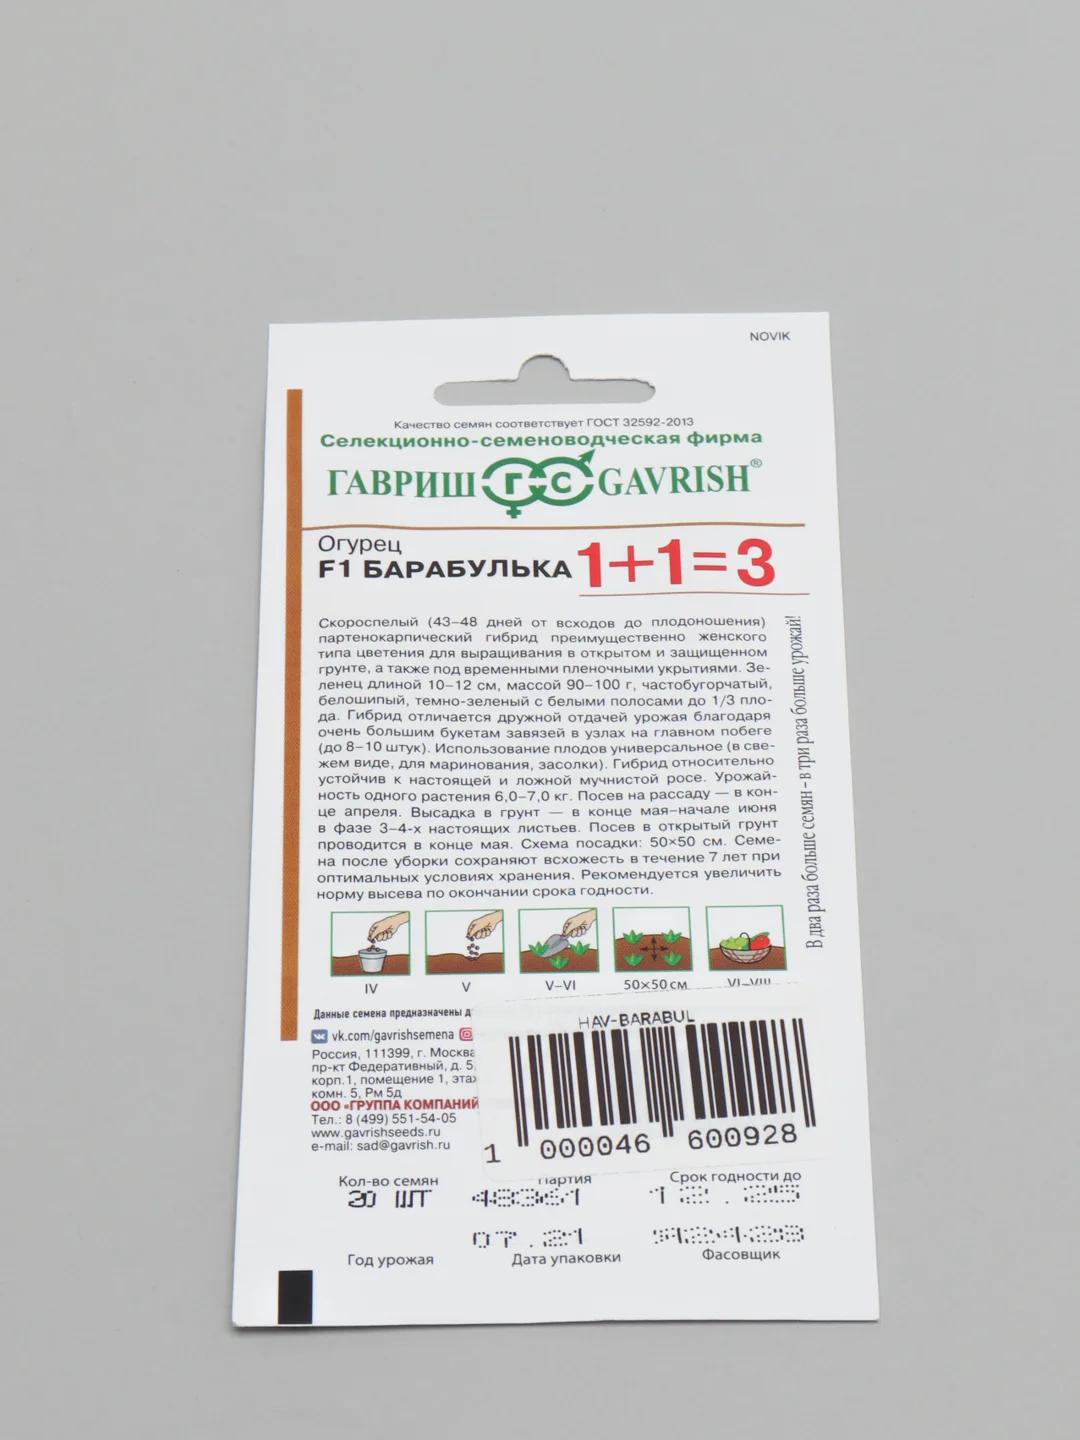 NOVIK
Качество семян соответствует ГОСТ 32592-2013
Селекционно-семеноводческая фирма
ГАВРИШ ГС GAVRISH®
Огурец
F1 БАРАБУЛЬКА 1+1=3
Скороспелый (43–48 дней от всходов до плодоношения)
партенокарпический гибрид преимущественно женского
типа цветения для выращивания в открытом и защищенном
грунте, а также под временными пленочными укрытиями. Зе-
ленец длиной 10–12 см, массой 90–100 г, частобугорчатый,
белошипый, темно-зеленый с белыми полосами до 1/3 пло-
да. Гибрид отличается дружной отдачей урожая благодаря
очень большим букетам завязей в узлах на главном побеге
(до 8–10 штук). Использование плодов универсальное (в све-
жем виде, для маринования, засолки). Гибрид относительно
устойчив к настоящей и ложной мучнистой росе. Урожай-
ность одного растения 6,0–7,0 кг. Посев на рассаду — в кон-
це апреля. Высадка в грунт — в конце мая–начале июня
в фазе 3–4-х настоящих листьев. Посев в открытый грунт
проводится в конце мая. Схема посадки: 50×50 см. Семе-
на после уборки сохраняют всхожесть в течение 7 лет при
оптимальных условиях хранения. Рекомендуется увеличить
норму высева по окончании срока годности.
В два раза больше семян – в три раза больше урожай!
IV V V–VI 50×50 см VI–VIII
Данные семена предназначены
vk.com/gavrishsemena
Россия, 111399, г. Москва
пр-кт Федеративный, д. 5,
корп. 1, помещение 1,
комн. 5, Рм 5д
ООО «ГРУППА КОМПАНИЙ
Тел.: 8 (499) 551-54-05
www.gavrishseeds.ru
e-mail: sad@gavrish.ru
HAV-BARABUL
1 000046 600928
Кол-во семян Партия Срок годности до
20 ШТ 48361 12.25
07.21
Год урожая Дата упаковки Фасовщик